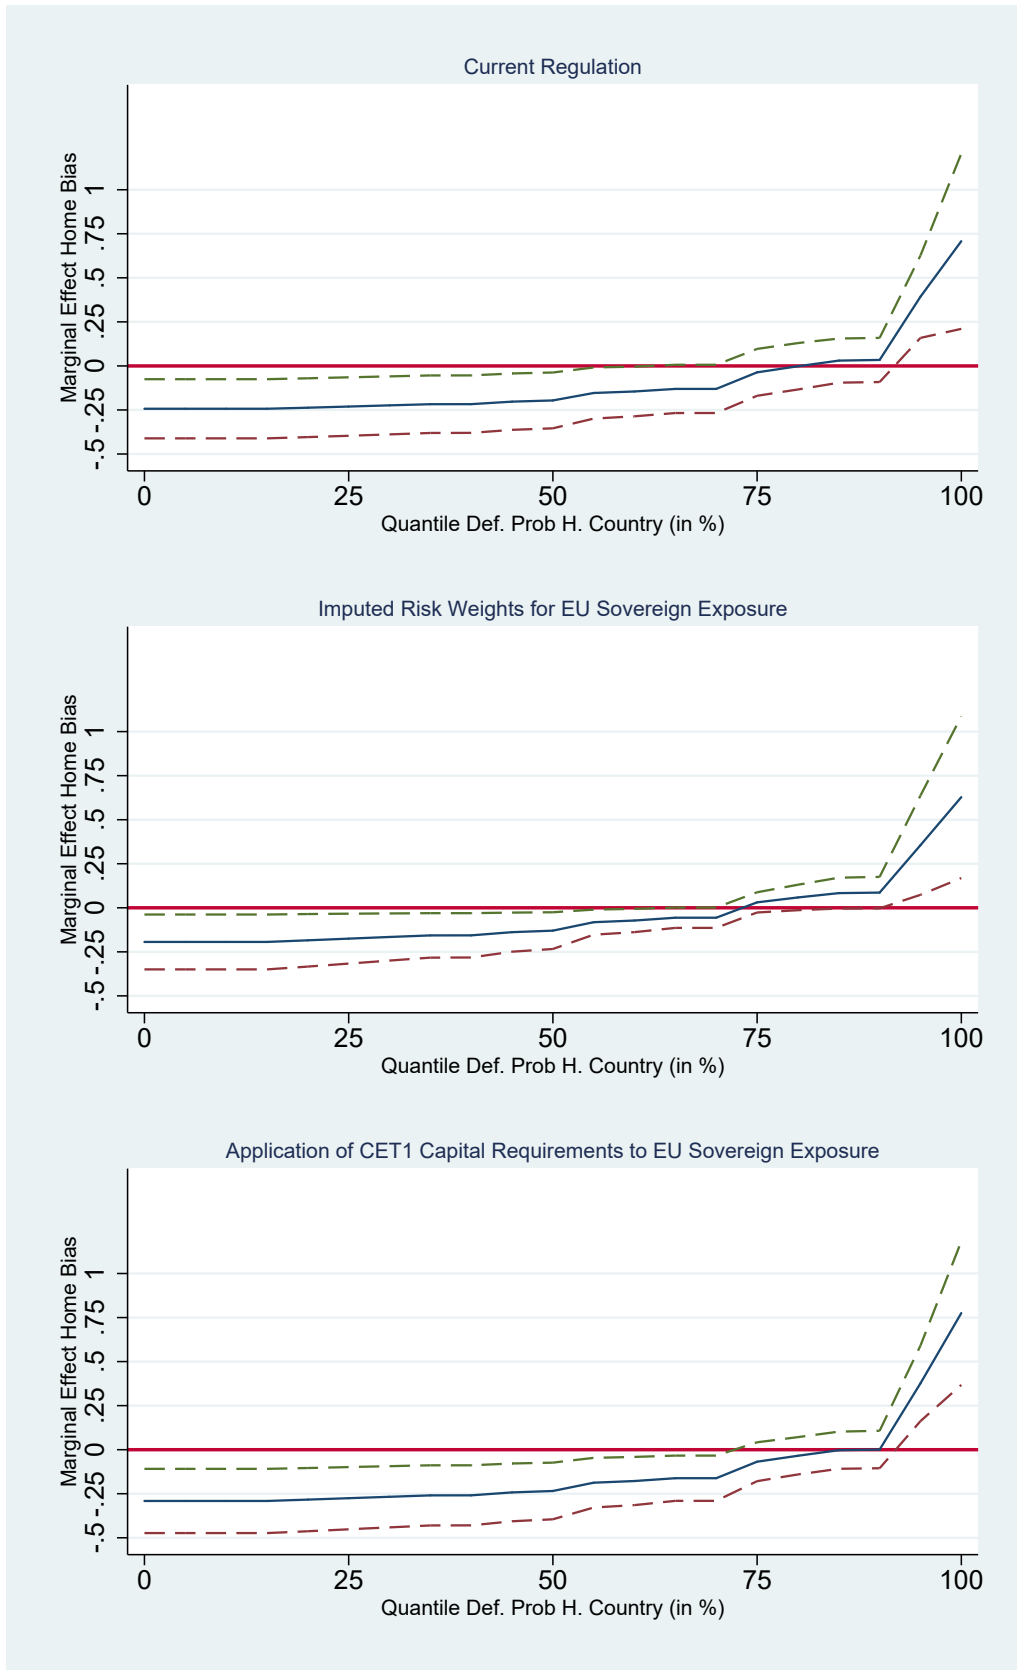 Current Regulation
Marginal Effect Home Bias
1
.75
.5
.25
0
-.25
-.5
0 25 50 75 100
Quantile Def. Prob H. Country (in %)
Imputed Risk Weights for EU Sovereign Exposure
Marginal Effect Home Bias
1
.75
.5
.25
0
-.25
-.5
0 25 50 75 100
Quantile Def. Prob H. Country (in %)
Application of CET1 Capital Requirements to EU Sovereign Exposure
Marginal Effect Home Bias
1
.75
.5
.25
0
-.25
-.5
0 25 50 75 100
Quantile Def. Prob H. Country (in %)